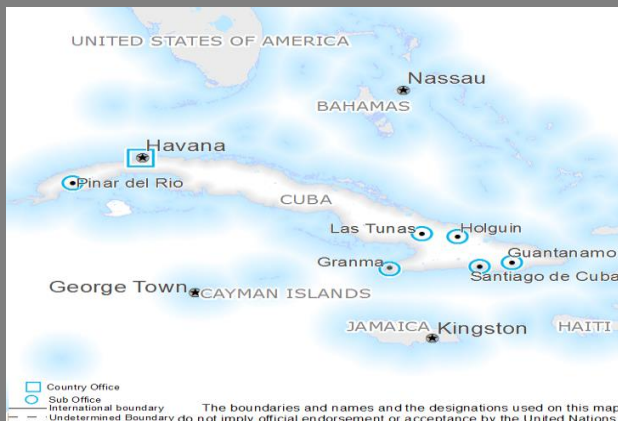 UNITED STATES OF AMERICA
Nassau
BAHAMAS
Havana
Pinar del Rio
CUBA
Las Tunas
Holguin
Granma
Guantanamo
Santiago de Cuba
George Town
CAYMAN ISLANDS
JAMAICA
Kingston
HAITI
Country Office
Sub Office
International boundary
Undetermined Boundary
The boundaries and names and the designations used on this map
do not imply official endorsement or acceptance by the United Nations